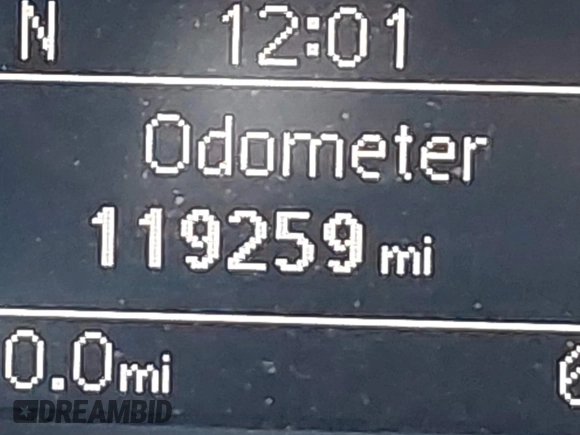 N 12:01
Odometer
119259 mi
0.0mi
DREAMBID